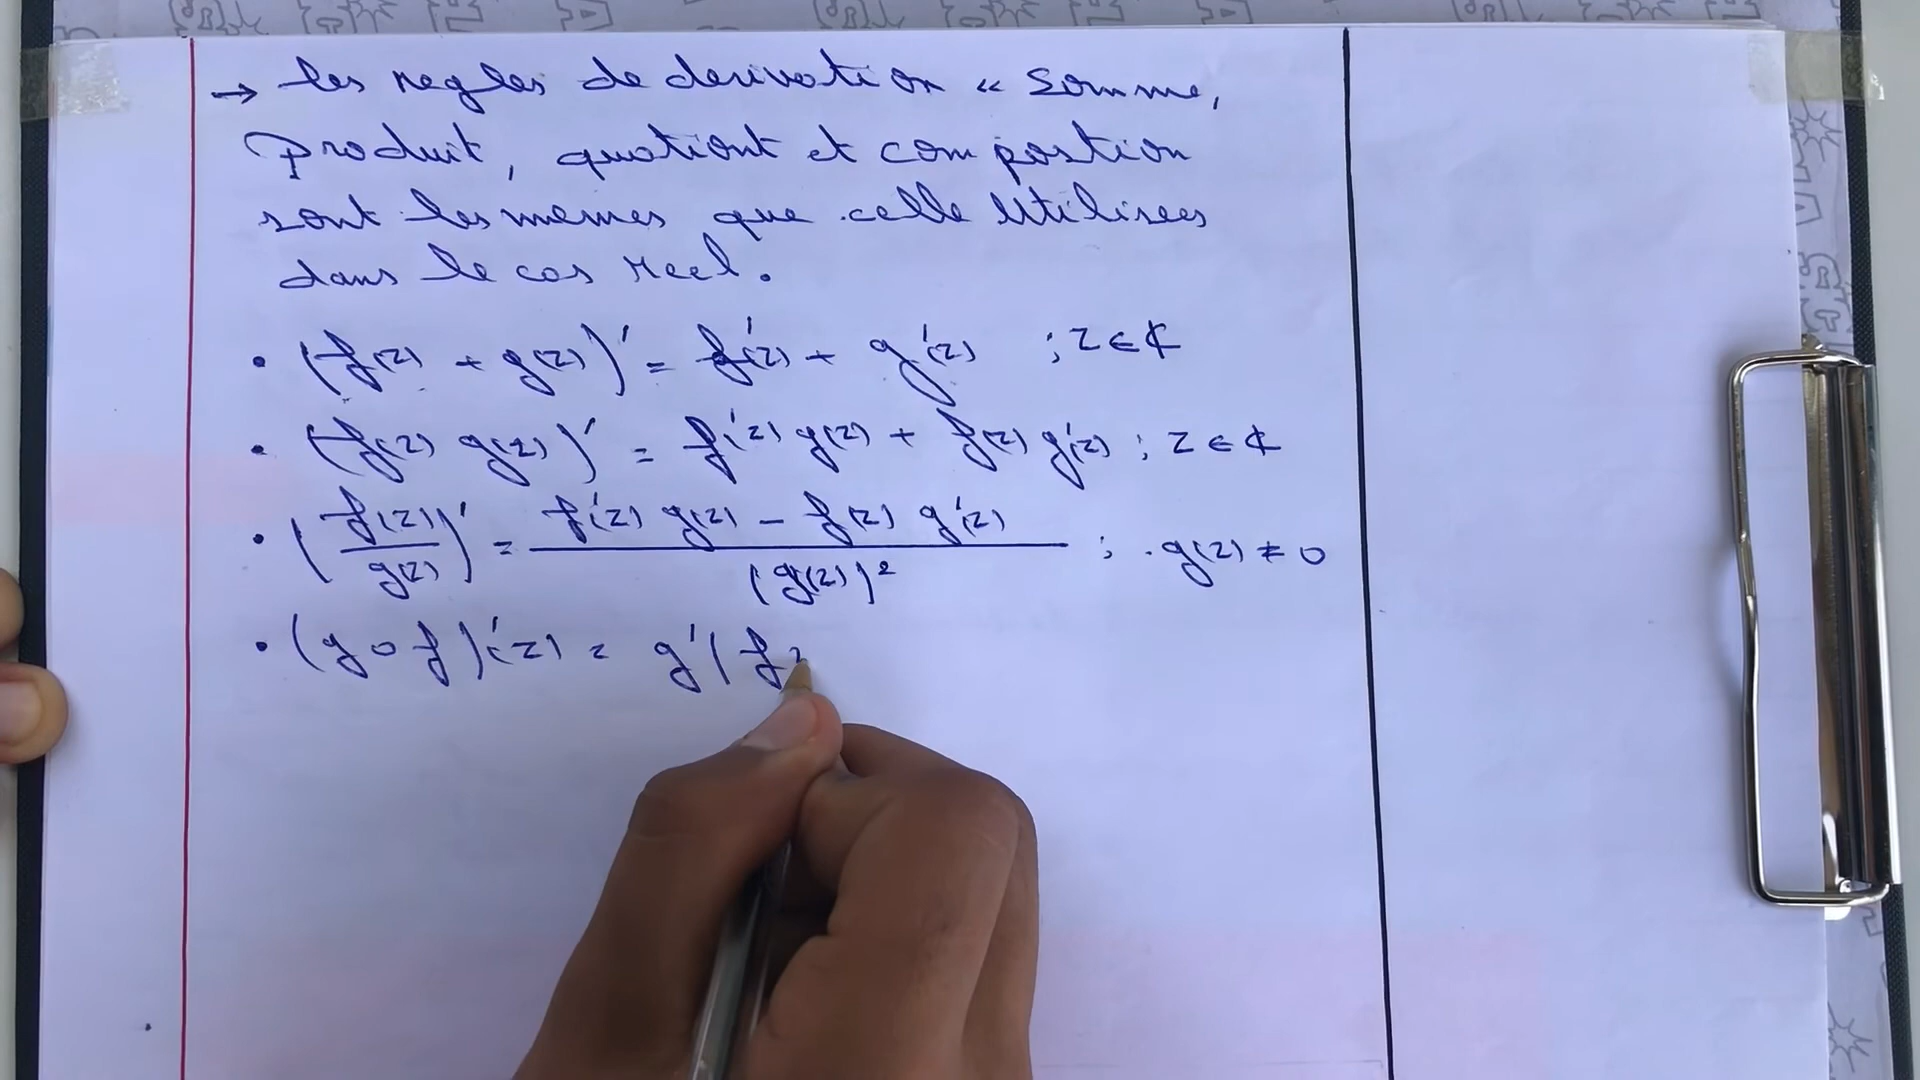 → les regles de derivation « Somme,
Produit, quotient et compostion
sont les memes que celle utilisees
dans le cas reel.
• (f(z) + g(z))' = f'(z) + g'(z) ; z ∈ ℂ
• (f(z) g(z))' = f'(z) g(z) + f(z) g'(z) ; z ∈ ℂ
• (f(z)/g(z))' = f'(z) g(z) - f(z) g'(z) / (g(z))² ; g(z) ≠ 0
• (g o f)'(z) = g'(f